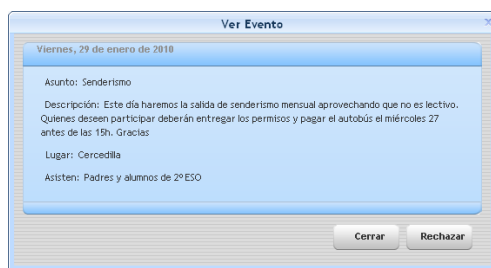 Ver Evento
Viernes, 29 de enero de 2010
Asunto: Senderismo
Descripción: Este día haremos la salida de senderismo mensual aprovechando que no es lectivo.
Quienes deseen participar deberán entregar los permisos y pagar el autobús el miércoles 27
antes de las 15h. Gracias
Lugar: Cercedilla
Asisten: Padres y alumnos de 2º ESO
Cerrar Rechazar